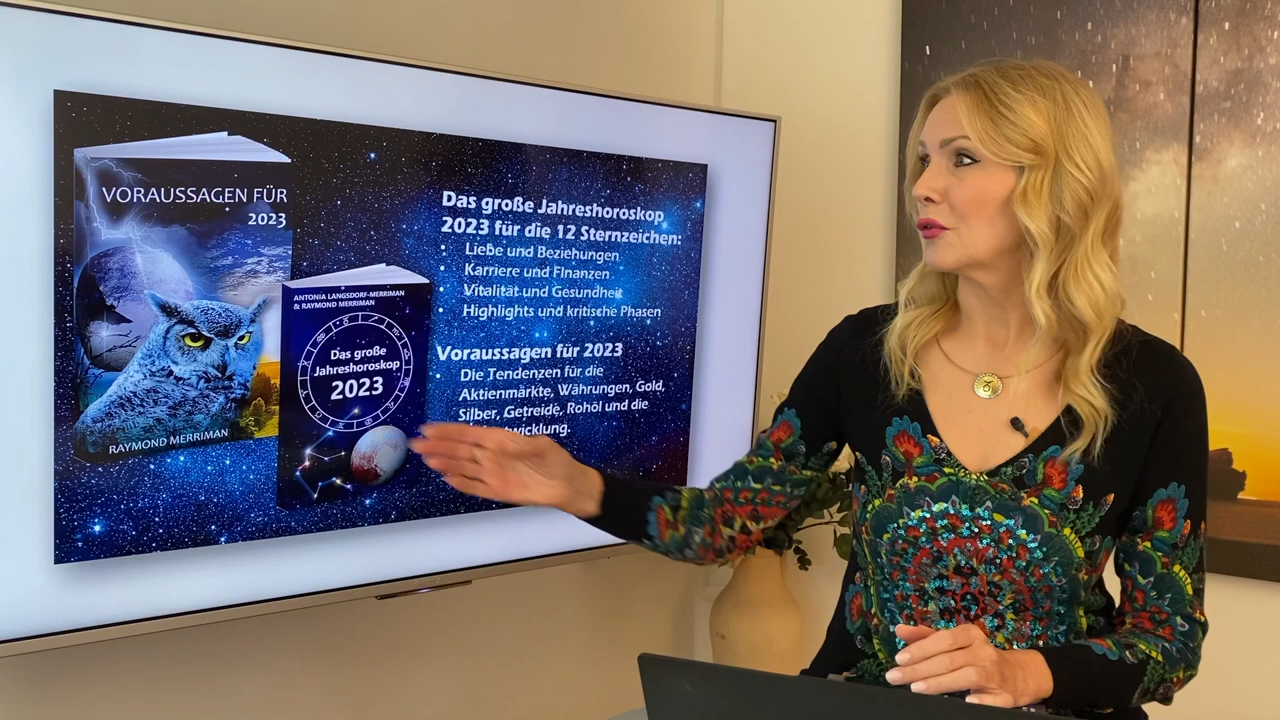 VORAUSSAGEN FÜR
2023
RAYMOND MERRIMAN
ANTONIA LANGSDORF-MERRIMAN
& RAYMOND MERRIMAN
Das große
Jahreshoroskop
2023
Das große Jahreshoroskop
2023 für die 12 Sternzeichen:
• Liebe und Beziehungen
• Karriere und FInanzen
• Vitalität und Gesundheit
• Highlights und kritische Phasen
Voraussagen für 2023
• Die Tendenzen für die
Aktienmärkte, Währungen, Gold,
Silber, Getreide, Rohöl und die